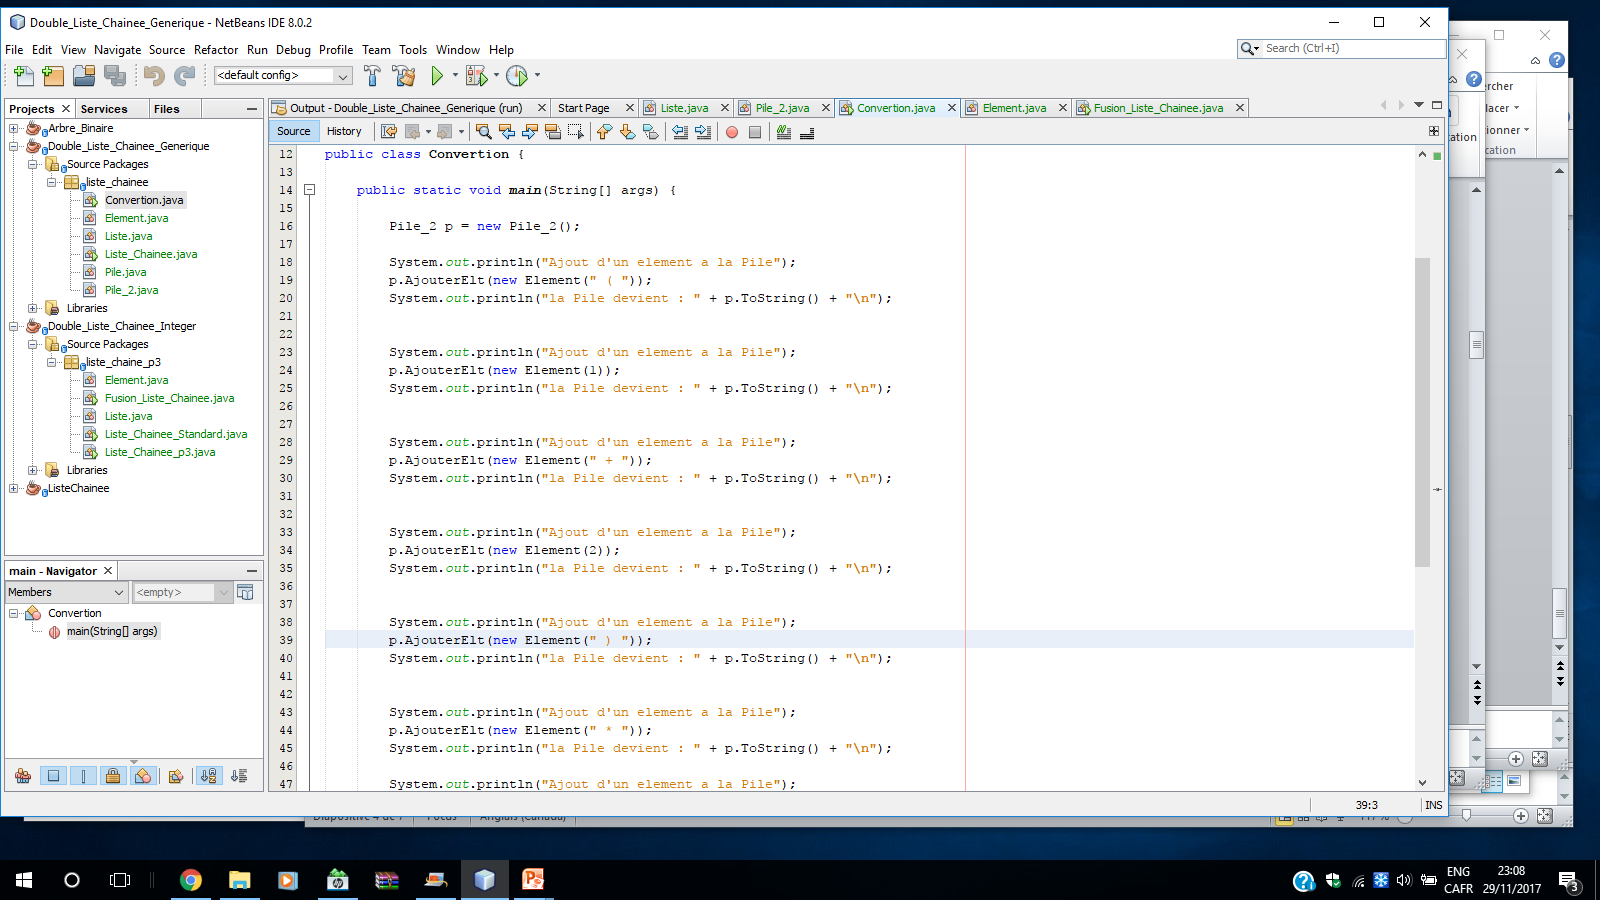 Double_Liste_Chainee_Generique - NetBeans IDE 8.0.2
File Edit View Navigate Source Refactor Run Debug Profile Team Tools Window Help
Search (Ctrl+I)
<default config>
Projects Services Files
Arbre_Binaire
Double_Liste_Chainee_Generique
Source Packages
liste_chainee
Convertion.java
Element.java
Liste.java
Liste_Chainee.java
Pile.java
Pile_2.java
Libraries
Double_Liste_Chainee_Integer
Source Packages
liste_chaine_p3
Element.java
Fusion_Liste_Chainee.java
Liste.java
Liste_Chainee_Standard.java
Liste_Chainee_p3.java
Libraries
ListeChainee
main - Navigator
Members <empty>
Convertion
main(String[] args)
Output - Double_Liste_Chainee_Generique (run) Start Page Liste.java Pile_2.java Convertion.java Element.java Fusion_Liste_Chainee.java
Source History
12 public class Convertion {
13
14 public static void main(String[] args) {
15
16 Pile_2 p = new Pile_2();
17
18 System.out.println("Ajout d'un element a la Pile");
19 p.AjouterElt(new Element(" ( "));
20 System.out.println("la Pile devient : " + p.ToString() + "\n");
21
22
23 System.out.println("Ajout d'un element a la Pile");
24 p.AjouterElt(new Element(1));
25 System.out.println("la Pile devient : " + p.ToString() + "\n");
26
27
28 System.out.println("Ajout d'un element a la Pile");
29 p.AjouterElt(new Element(" + "));
30 System.out.println("la Pile devient : " + p.ToString() + "\n");
31
32
33 System.out.println("Ajout d'un element a la Pile");
34 p.AjouterElt(new Element(2));
35 System.out.println("la Pile devient : " + p.ToString() + "\n");
36
37
38 System.out.println("Ajout d'un element a la Pile");
39 p.AjouterElt(new Element(" ) "));
40 System.out.println("la Pile devient : " + p.ToString() + "\n");
41
42
43 System.out.println("Ajout d'un element a la Pile");
44 p.AjouterElt(new Element(" * "));
45 System.out.println("la Pile devient : " + p.ToString() + "\n");
46
47 System.out.println("Ajout d'un element a la Pile");
39:3 INS
rcher
lacer
tionner
ation
cation
Diapositive 4 de 7 Focus Anglais (Canada)
ENG
CAFR
23:08
29/11/2017
3